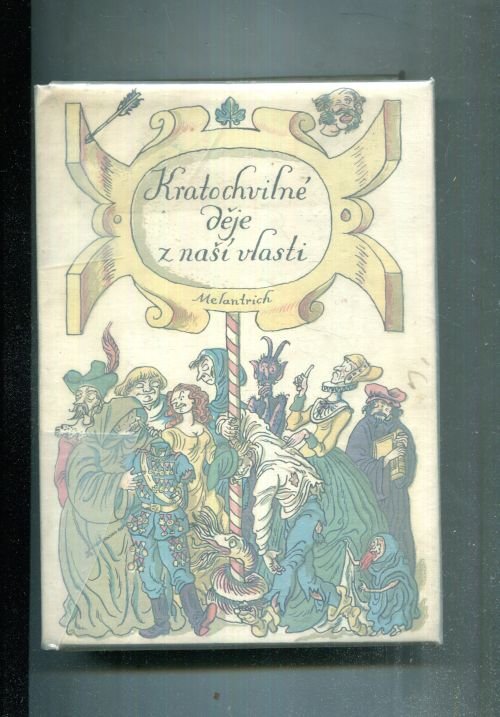 Kratochvilné
děje
z naší vlasti
Melantrich